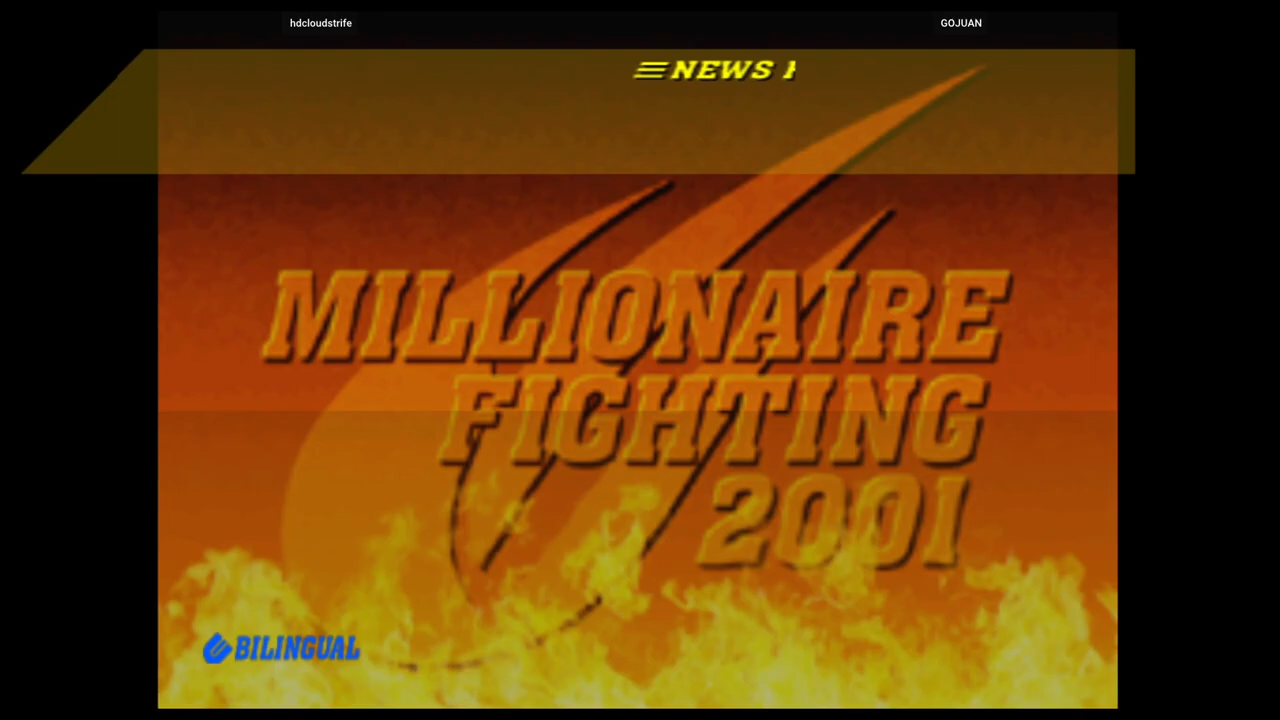 hdcloudstrife
GOJUAN
NEWS
MILLIONAIRE
FIGHTING
2001
BILINGUAL